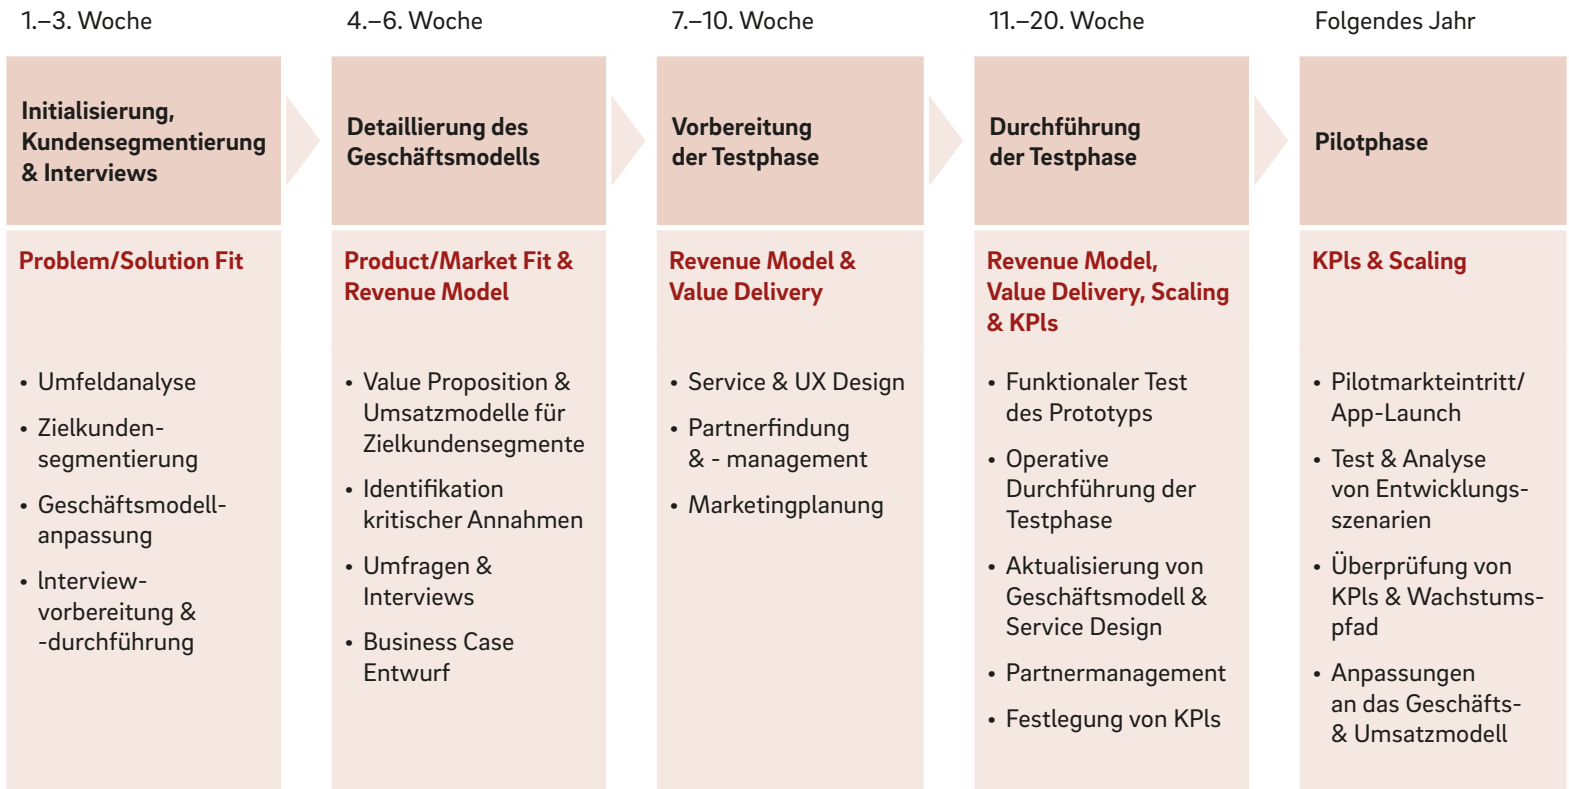 1.–3. Woche
4.–6. Woche
7.–10. Woche
11.–20. Woche
Folgendes Jahr
Initialisierung,
Kundensegmentierung
& Interviews
Detaillierung des
Geschäftsmodells
Vorbereitung
der Testphase
Durchführung
der Testphase
Pilotphase
Problem/Solution Fit
• Umfeldanalyse
• Zielkunden-
segmentierung
• Geschäftsmodell-
anpassung
• Interview-
vorbereitung &
-durchführung
Product/Market Fit &
Revenue Model
• Value Proposition &
Umsatzmodelle für
Zielkundensegmente
• Identifikation
kritischer Annahmen
• Umfragen &
Interviews
• Business Case
Entwurf
Revenue Model &
Value Delivery
• Service & UX Design
• Partnerfindung
& - management
• Marketingplanung
Revenue Model,
Value Delivery, Scaling
& KPIs
• Funktionaler Test
des Prototyps
• Operative
Durchführung der
Testphase
• Aktualisierung von
Geschäftsmodell &
Service Design
• Partnermanagement
• Festlegung von KPIs
KPIs & Scaling
• Pilotmarkteintritt/
App-Launch
• Test & Analyse
von Entwicklungs-
szenarien
• Überprüfung von
KPIs & Wachstums-
pfad
• Anpassungen
an das Geschäfts-
& Umsatzmodell